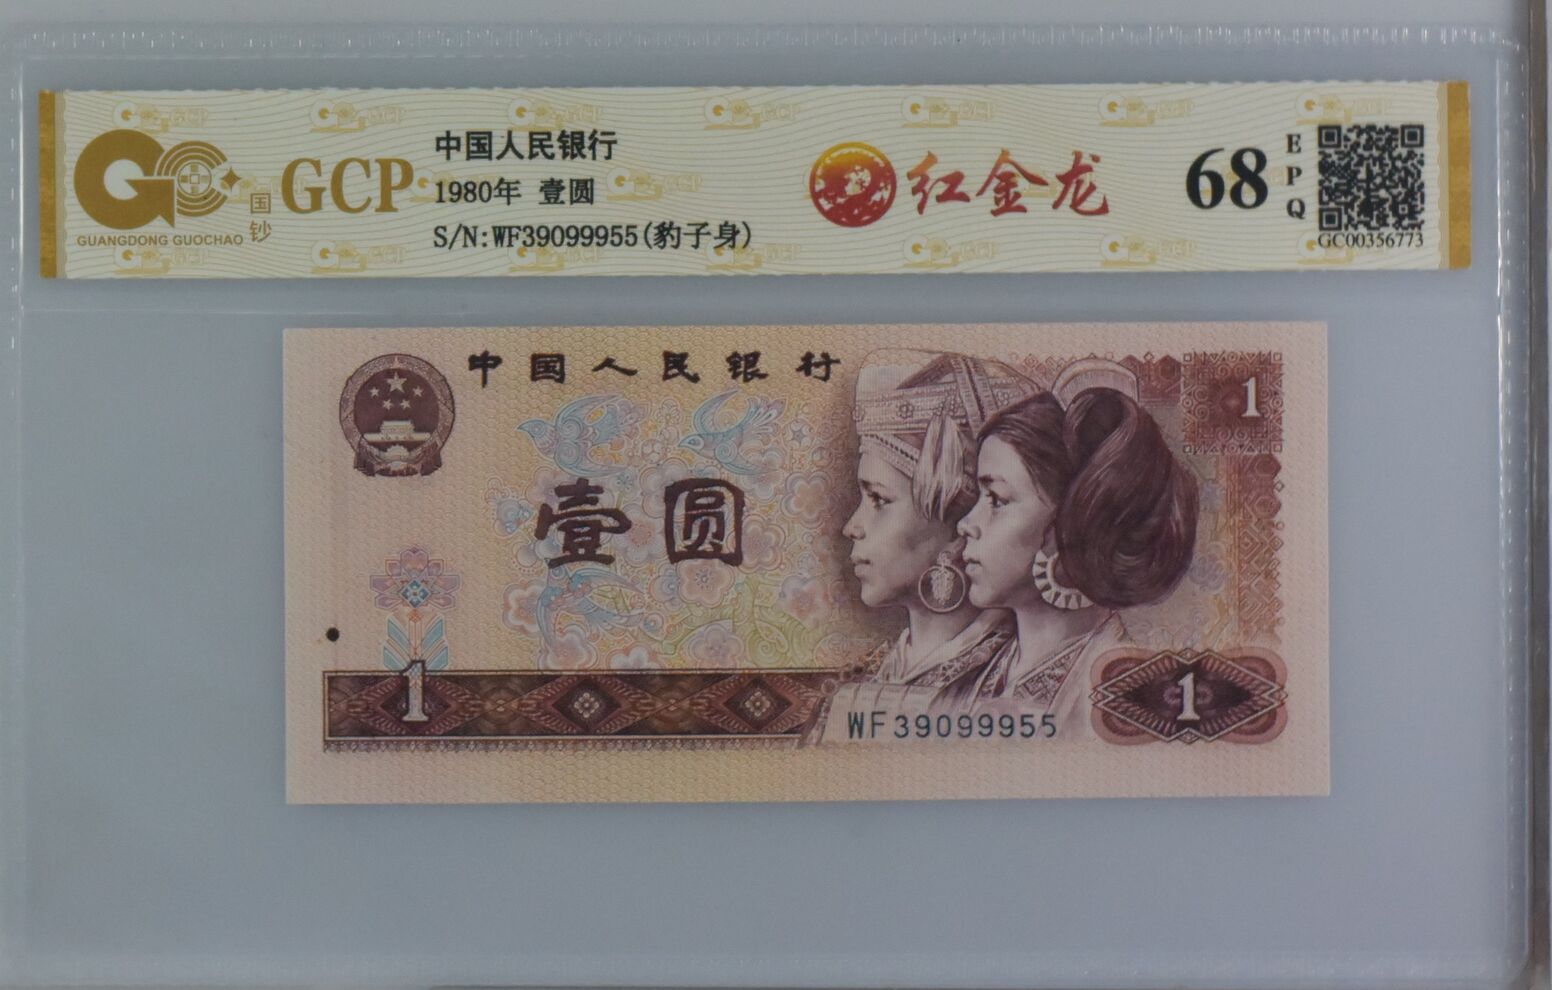 GUANGDONG GUOCHAO
国钞
GCP
中国人民银行
1980年 壹圆
S/N:WF39099955(豹子身)
红金龙
68
EPQ
GC00356773
中国人民银行
1
壹圆
1
WF39099955
1